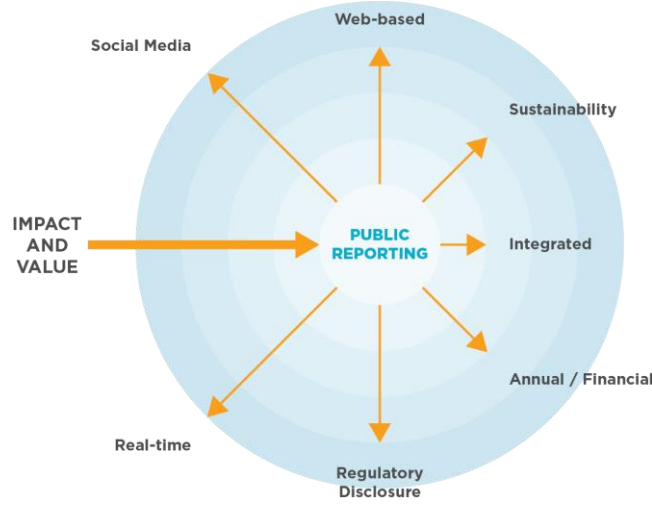 Web-based
Social Media
Sustainability
IMPACT
AND
VALUE
PUBLIC
REPORTING
Integrated
Annual / Financial
Real-time
Regulatory
Disclosure